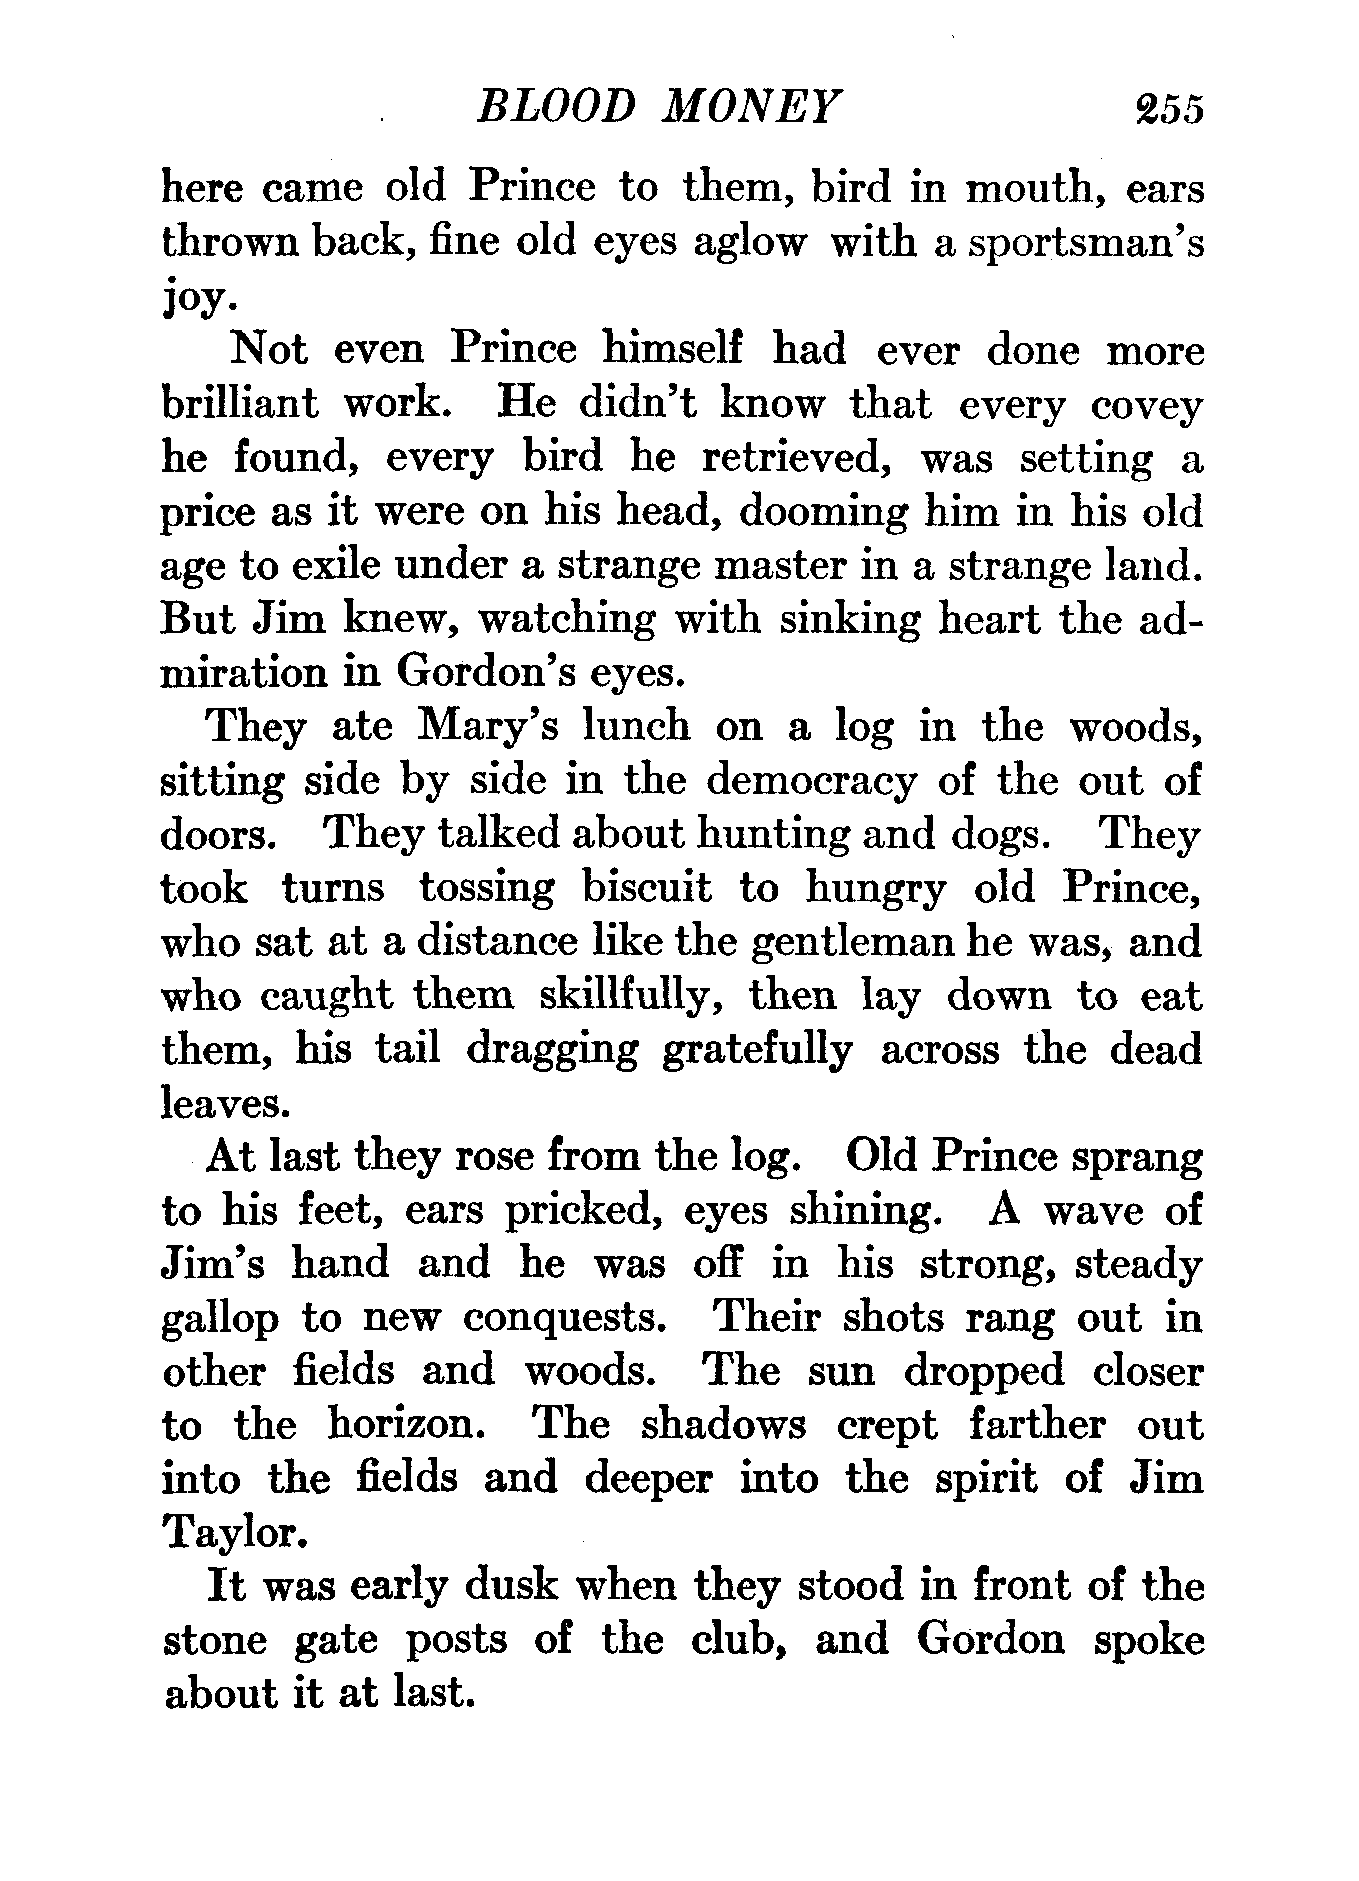 BLOOD MONEY 255
here came old Prince to them, bird in mouth, ears
thrown back, fine old eyes aglow with a sportsman's
joy.
Not even Prince himself had ever done more
brilliant work. He didn't know that every covey
he found, every bird he retrieved, was setting a
price as it were on his head, dooming him in his old
age to exile under a strange master in a strange land.
But Jim knew, watching with sinking heart the ad-
miration in Gordon's eyes.
They ate Mary's lunch on a log in the woods,
sitting side by side in the democracy of the out of
doors. They talked about hunting and dogs. They
took turns tossing biscuit to hungry old Prince,
who sat at a distance like the gentleman he was, and
who caught them skillfully, then lay down to eat
them, his tail dragging gratefully across the dead
leaves.
At last they rose from the log. Old Prince sprang
to his feet, ears pricked, eyes shining. A wave of
Jim's hand and he was off in his strong, steady
gallop to new conquests. Their shots rang out in
other fields and woods. The sun dropped closer
to the horizon. The shadows crept farther out
into the fields and deeper into the spirit of Jim
Taylor.
It was early dusk when they stood in front of the
stone gate posts of the club, and Gordon spoke
about it at last.